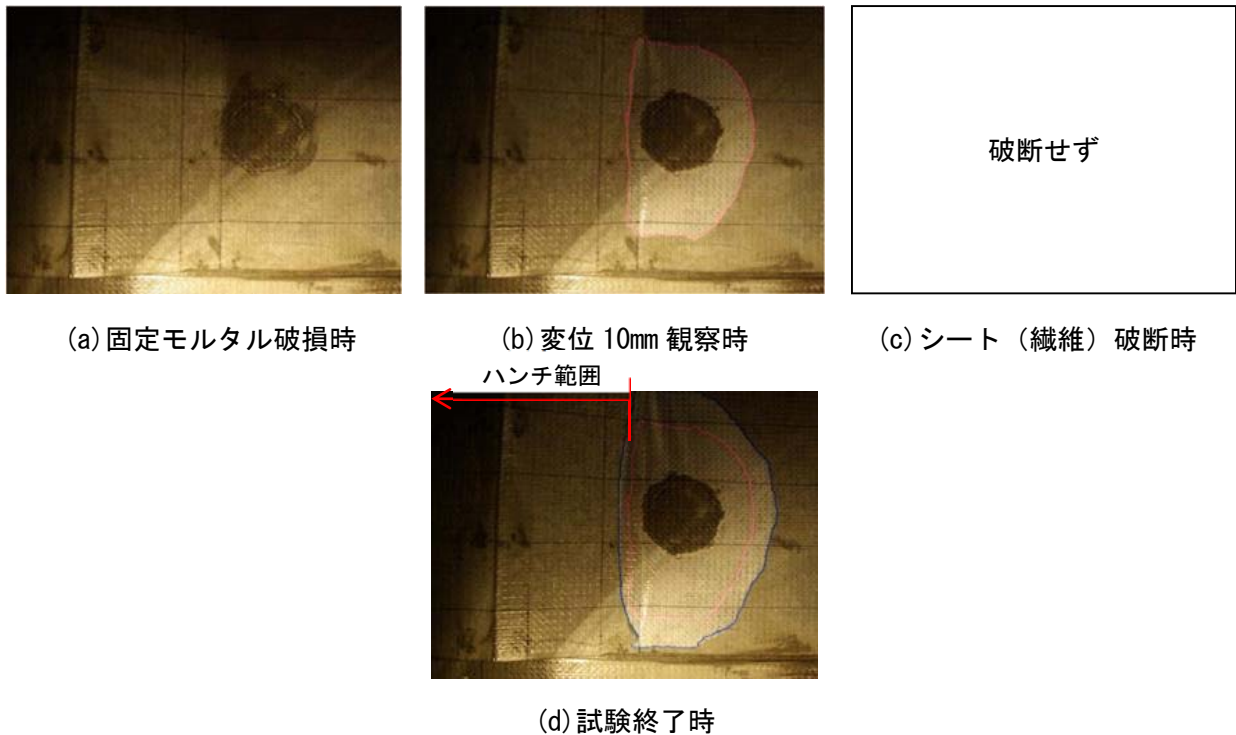 破断せず
(a)固定モルタル破損時
(b)変位 10mm 観察時
(c)シート（繊維）破断時
ハンチ範囲
(d)試験終了時